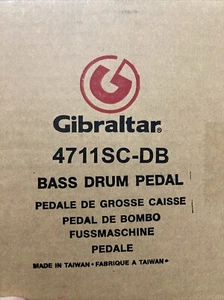 Gibraltar®
4711SC-DB
BASS DRUM PEDAL
PEDALE DE GROSSE CAISSE
PEDAL DE BOMBO
FUSSMASCHINE
PEDALE
MADE IN TAIWAN • FABRIQUE A TAIWAN •